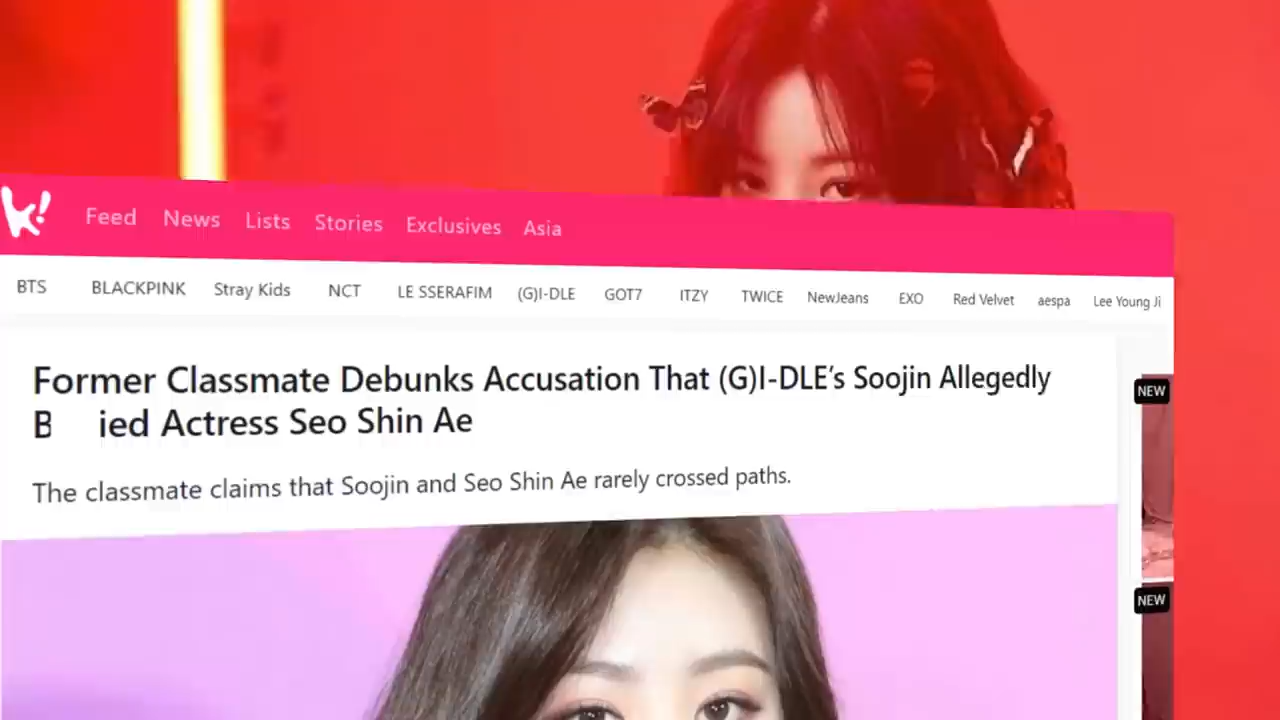 k!
Feed News Lists Stories Exclusives Asia
BTS BLACKPINK Stray Kids NCT LE SSERAFIM (G)I-DLE GOT7 ITZY TWICE NewJeans EXO Red Velvet aespa Lee Young Ji
Former Classmate Debunks Accusation That (G)I-DLE’s Soojin Allegedly
B ied Actress Seo Shin Ae
The classmate claims that Soojin and Seo Shin Ae rarely crossed paths.
NEW
NEW